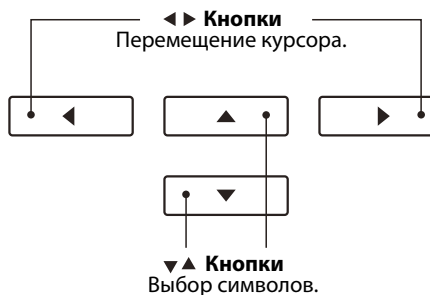 ◀ ▶ Кнопки
Перемещение курсора.
▼ ▲ Кнопки
Выбор символов.